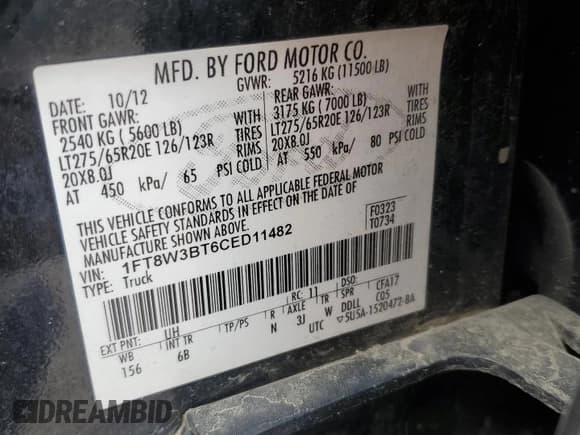 MFD. BY FORD MOTOR CO.
DATE: 10/12 GVWR: 5216 KG (11500 LB)
FRONT GAWR: REAR GAWR:
2540 KG ( 5600 LB) WITH 3175 KG ( 7000 LB) WITH
LT275/65R20E 126/123R TIRES LT275/65R20E 126/123R TIRES
20X8.0J RIMS 20X8.0J RIMS
AT 450 kPa/ 65 PSI COLD AT 550 kPa/ 80 PSI COLD
THIS VEHICLE CONFORMS TO ALL APPLICABLE FEDERAL MOTOR
VEHICLE SAFETY STANDARDS IN EFFECT ON THE DATE OF
MANUFACTURE SHOWN ABOVE.
VIN: 1FT8W3BT6CED11482 F0323
TYPE: Truck T0734
RC: 11 DSO:
EXT PNT: UH
WB INT TR TP/PS R AXLE TR SPR CFA17
156 6B N 3J W DDLL C05
UTC 5U5A-1520472-BA
DREAMBID